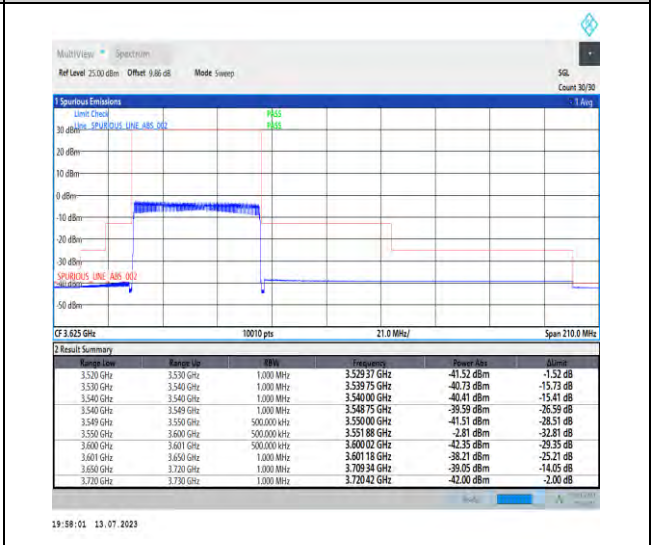 MultiView Spectrum
Ref Level 25.00 dBm Offset 9.86 dB Mode Sweep SGL
Count 30/30
1 Spurious Emissions 1 Avg
Limit Check PASS
Line SPURIOUS_LINE_ABS_002 PASS
30 dBm
20 dBm
10 dBm
0 dBm
-10 dBm
-20 dBm
-30 dBm
SPURIOUS_LINE_ABS_002
-40 dBm
-50 dBm
CF 3.625 GHz 10010 pts 21.0 MHz/ Span 210.0 MHz
2 Result Summary
Range Low Range Up RBW Frequency Power Abs ΔLimit
3.520 GHz 3.530 GHz 1.000 MHz 3.529 37 GHz -41.52 dBm -1.52 dB
3.530 GHz 3.540 GHz 1.000 MHz 3.539 75 GHz -40.73 dBm -15.73 dB
3.540 GHz 3.540 GHz 1.000 MHz 3.540 00 GHz -40.41 dBm -15.41 dB
3.540 GHz 3.549 GHz 1.000 MHz 3.548 75 GHz -39.59 dBm -26.59 dB
3.549 GHz 3.550 GHz 500.000 kHz 3.550 00 GHz -41.51 dBm -28.51 dB
3.550 GHz 3.600 GHz 500.000 kHz 3.551 88 GHz -2.81 dBm -32.81 dB
3.600 GHz 3.601 GHz 500.000 kHz 3.600 02 GHz -42.35 dBm -29.35 dB
3.601 GHz 3.650 GHz 1.000 MHz 3.601 18 GHz -38.21 dBm -25.21 dB
3.650 GHz 3.720 GHz 1.000 MHz 3.709 34 GHz -39.05 dBm -14.05 dB
3.720 GHz 3.730 GHz 1.000 MHz 3.720 42 GHz -42.00 dBm -2.00 dB
19:58:01 13.07.2023